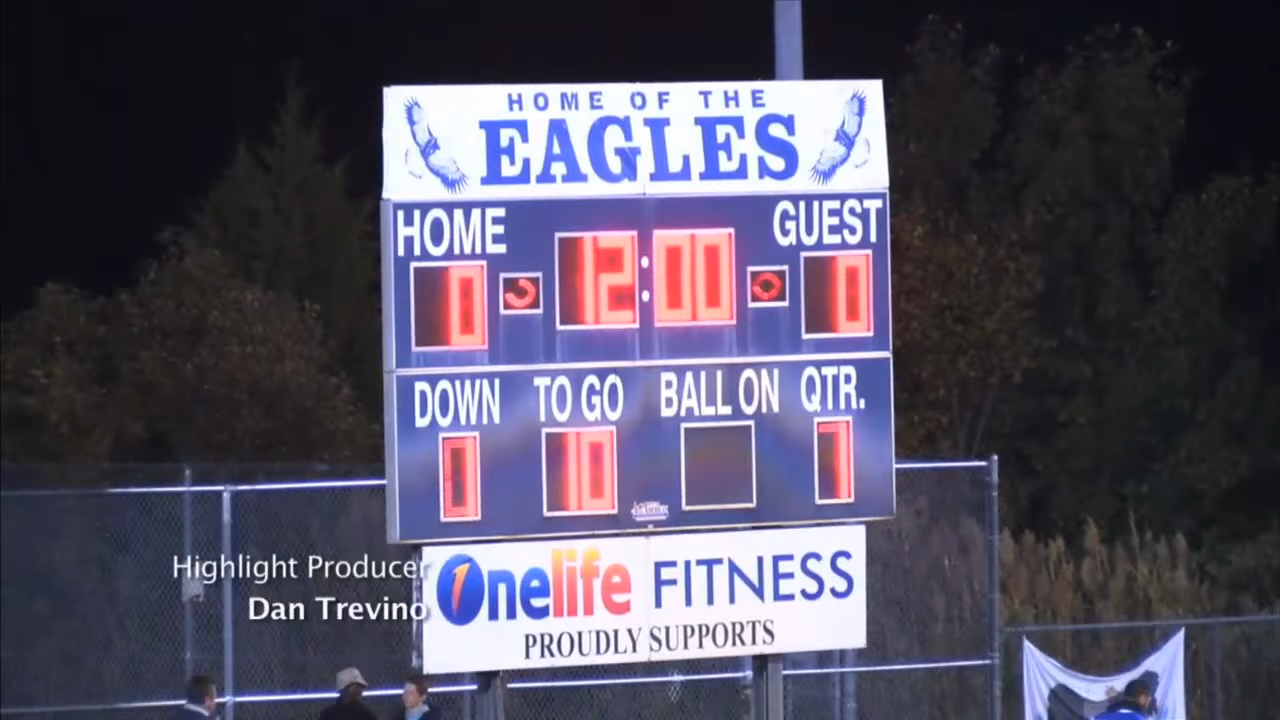 HOME OF THE
EAGLES
HOME
GUEST
0
12:00
0
DOWN
TO GO
BALL ON
QTR.
0
10
1
Highlight Producer
Dan Trevino
Onelife FITNESS
PROUDLY SUPPORTS